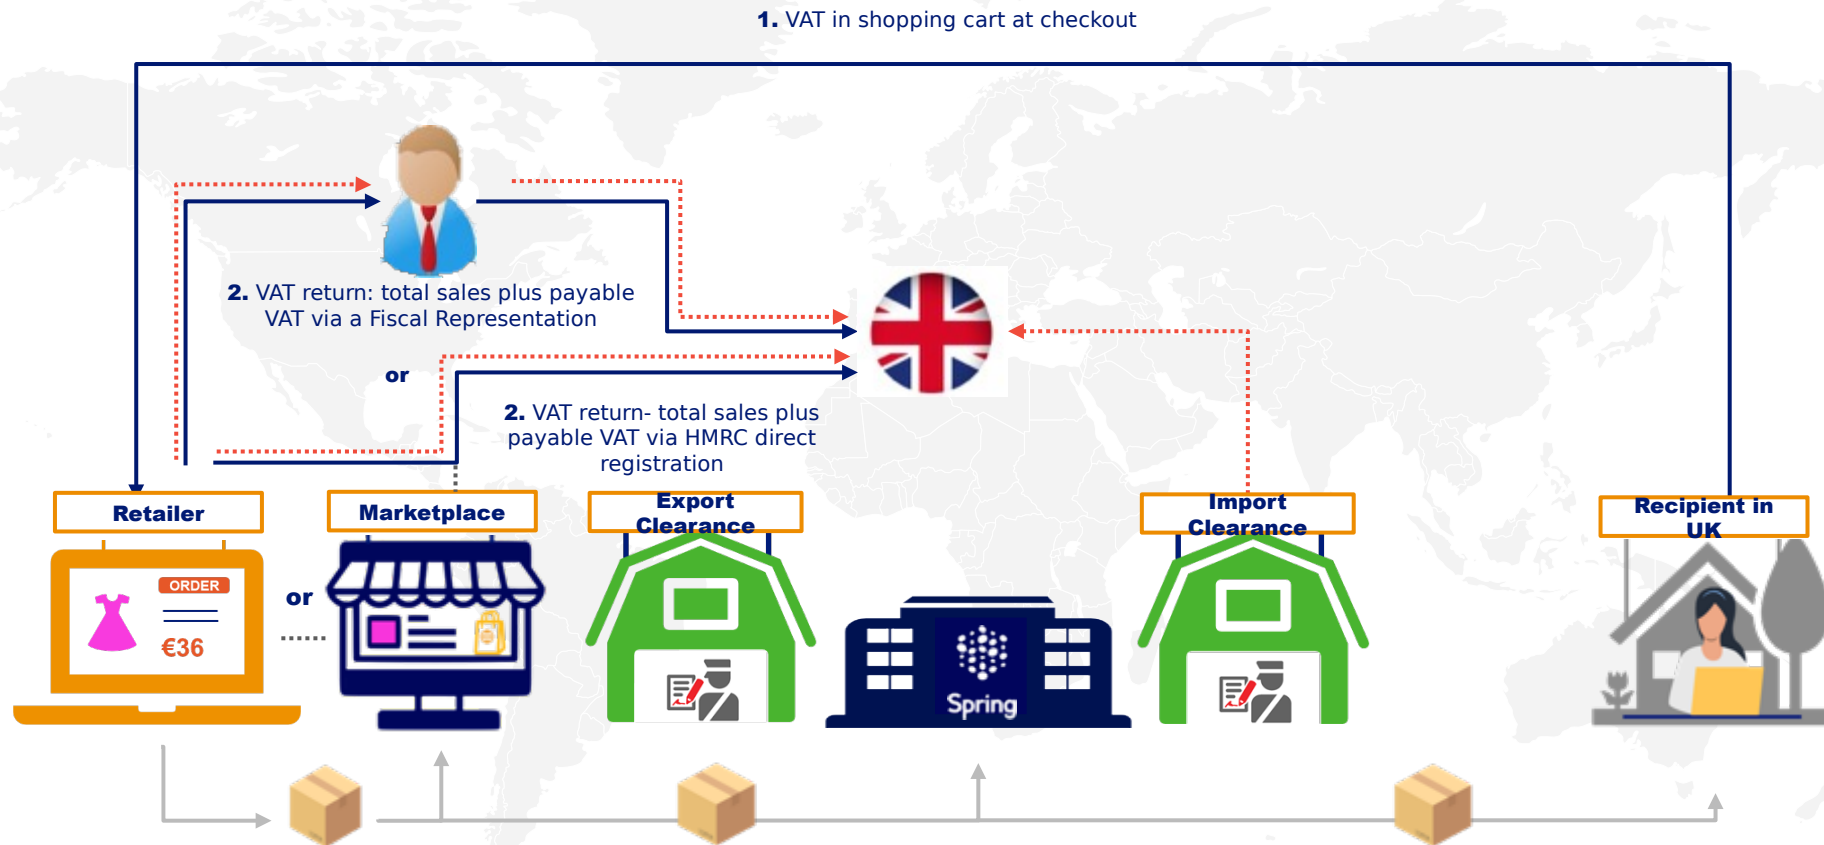 1. VAT in shopping cart at checkout
2. VAT return: total sales plus payable
VAT via a Fiscal Representation
or
2. VAT return- total sales plus
payable VAT via HMRC direct
registration
Retailer
Marketplace
Export
Clearance
Import
Clearance
Recipient in
UK
ORDER
€36
or
Spring